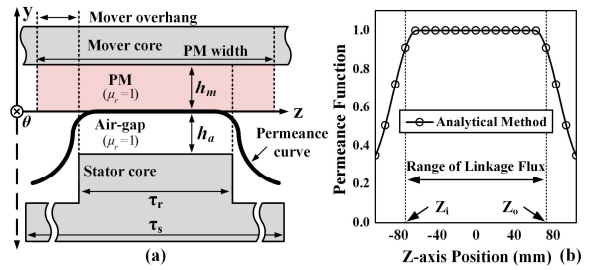 y
Mover overhang
Mover core
PM width
PM
(μr=1)
hm
θ
z
Air-gap
(μr=1)
ha
Permeance
curve
Stator core
τr
τs
(a)
Permeance Function
1.0
0.8
0.6
0.4
0.2
0.0
Analytical Method
Range of Linkage Flux
Zi
Zo
-80 -40 0 40 80
Z-axis Position (mm)
(b)